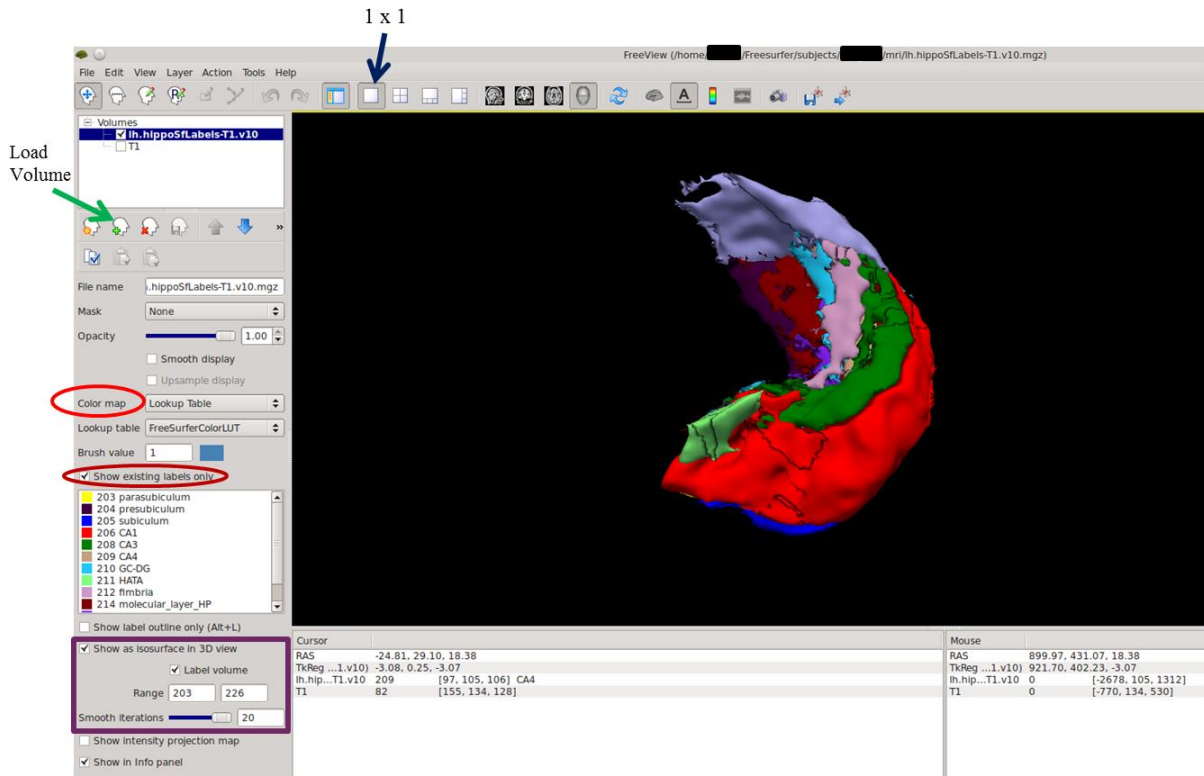 1 x 1
FreeView (/home/ /Freesurfer/subjects/ /mri/lh.hippoSfLabels-T1.v10.mgz)
File Edit View Layer Action Tools Help
Volumes
lh.hippoSfLabels-T1.v10
T1
Load
Volume
File name .hippoSfLabels-T1.v10.mgz
Mask None
Opacity 1.00
Smooth display
Upsample display
Color map Lookup Table
Lookup table FreeSurferColorLUT
Brush value 1
Show existing labels only
203 parasubiculum
204 presubiculum
205 subiculum
206 CA1
208 CA3
209 CA4
210 GC-DG
211 HATA
212 fimbria
214 molecular_layer_HP
Show label outline only (Alt+L)
Show as isosurface in 3D view
Label volume
Range 203 226
Smooth iterations 20
Show intensity projection map
Show in Info panel
Cursor
RAS -24.81, 29.10, 18.38
TkReg ...1.v10) -3.08, 0.25, -3.07
lh.hip...T1.v10 209 [97, 105, 106] CA4
T1 82 [155, 134, 128]
Mouse
RAS 899.97, 431.07, 18.38
TkReg ...1.v10) 921.70, 402.23, -3.07
lh.hip...T1.v10 0 [-2678, 105, 1312]
T1 0 [-770, 134, 530]